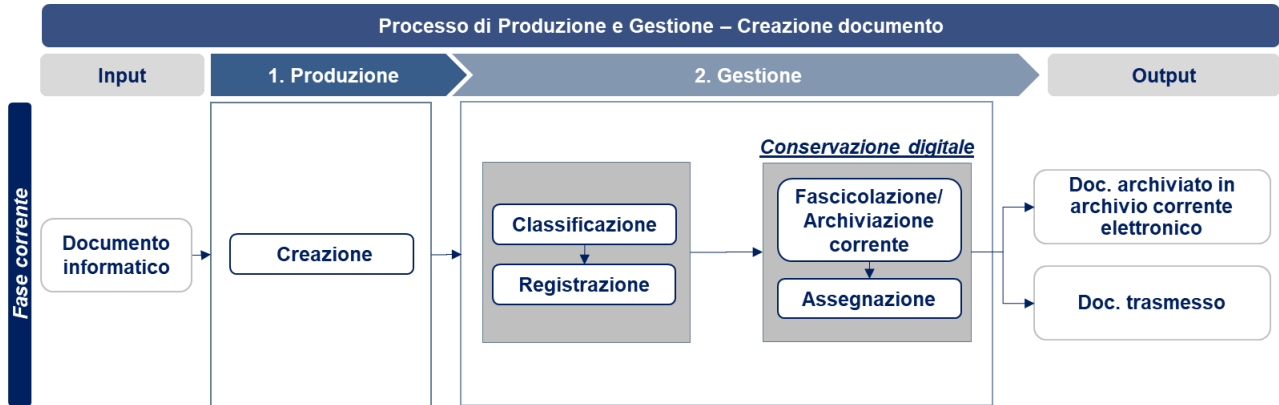 Processo di Produzione e Gestione – Creazione documento
Input
1. Produzione
2. Gestione
Output
Fase corrente
Documento
informatico
Creazione
Classificazione
Registrazione
Conservazione digitale
Fascicolazione/
Archiviazione
corrente
Assegnazione
Doc. archiviato in
archivio corrente
elettronico
Doc. trasmesso